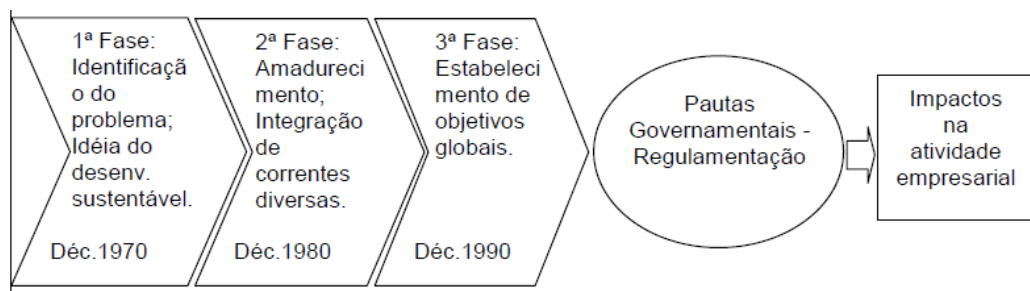 1ª Fase:
Identificaçã
o do
problema;
Idéia do
desenv.
sustentável.
Déc.1970
2ª Fase:
Amadureci
mento;
Integração
de
correntes
diversas.
Déc.1980
3ª Fase:
Estabeleci
mento de
objetivos
globais.
Déc.1990
Pautas
Governamentais -
Regulamentação
Impactos
na
atividade
empresarial